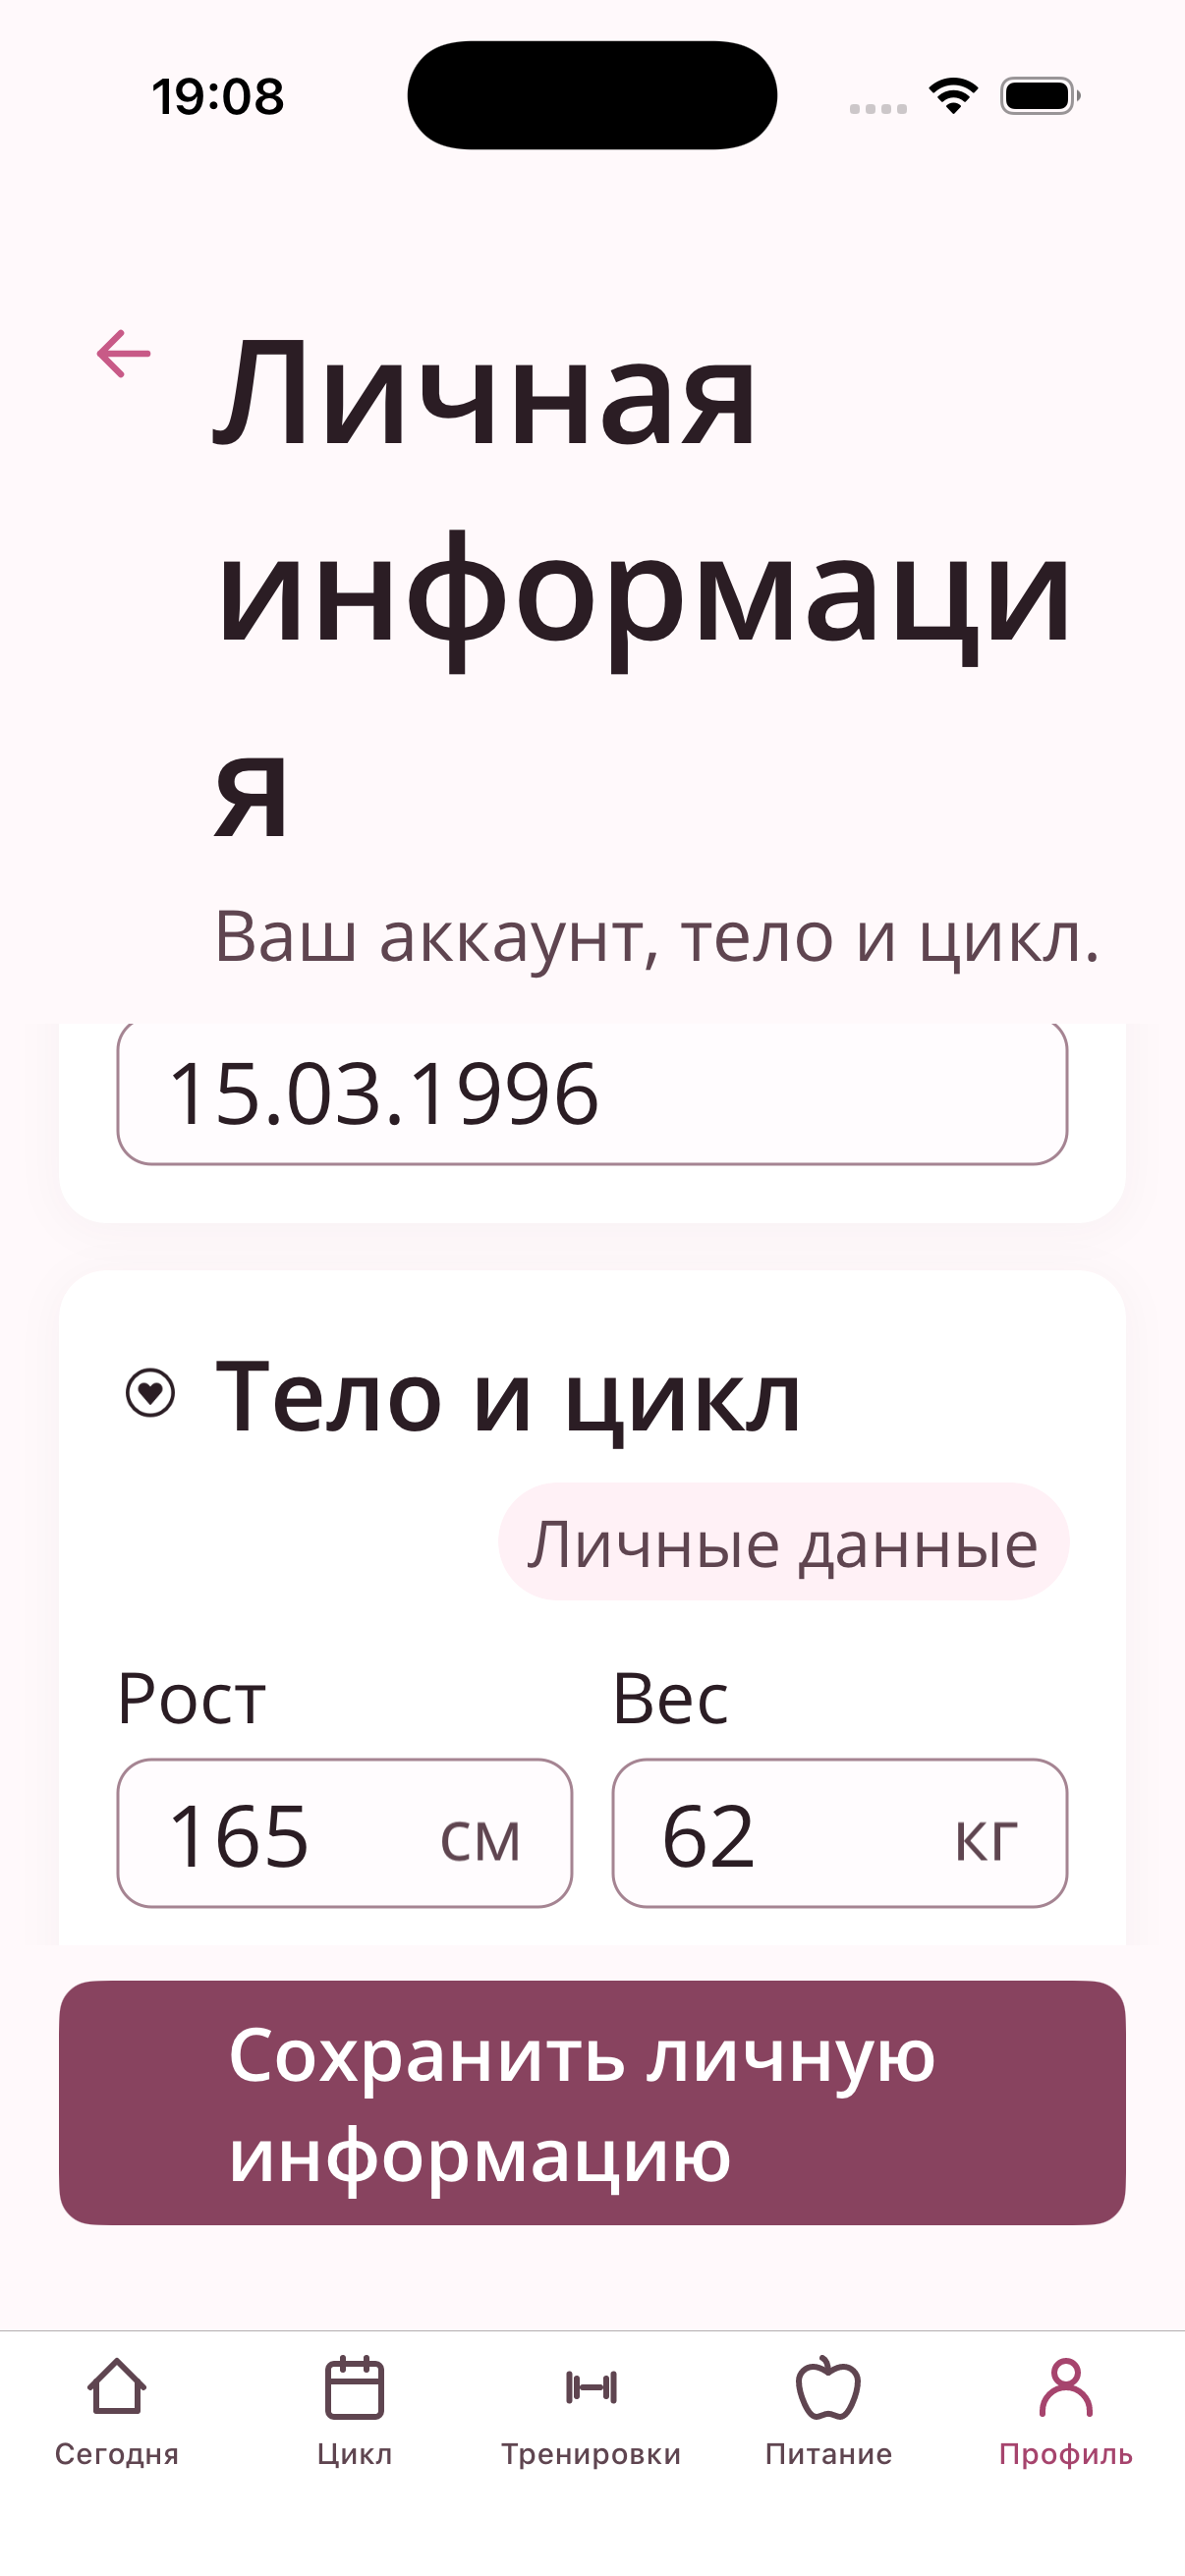 19:08
Личная
информаци
я
Ваш аккаунт, тело и цикл.
15.03.1996
Тело и цикл
Личные данные
Рост Вес
165 см 62 кг
Сохранить личную
информацию
Сегодня Цикл Тренировки Питание Профиль